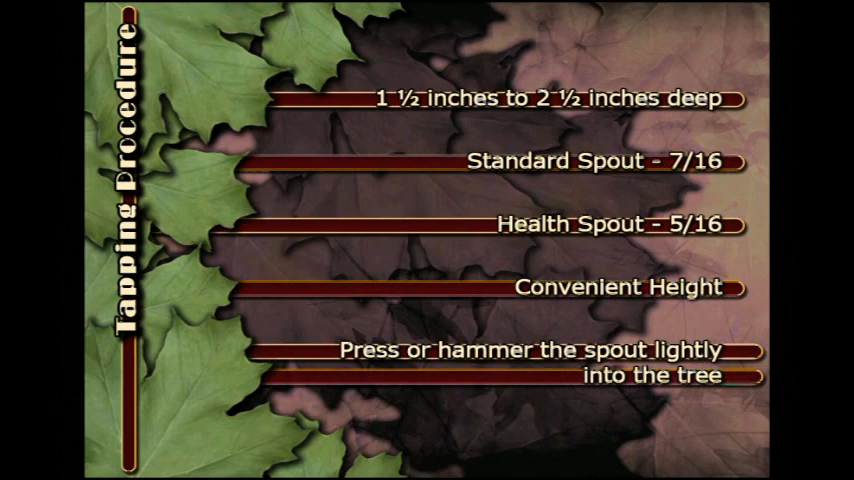 Tapping Procedure
1 ½ inches to 2 ½ inches deep
Standard Spout - 7/16
Health Spout - 5/16
Convenient Height
Press or hammer the spout lightly
into the tree